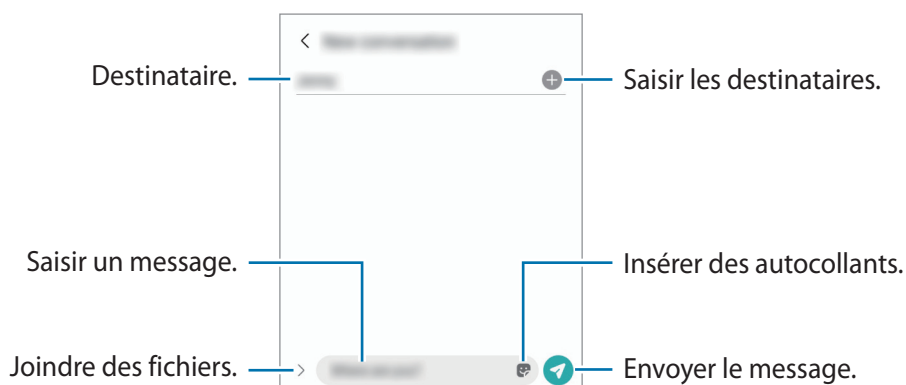 Destinataire.
Saisir les destinataires.
Saisir un message.
Insérer des autocollants.
Joindre des fichiers.
Envoyer le message.